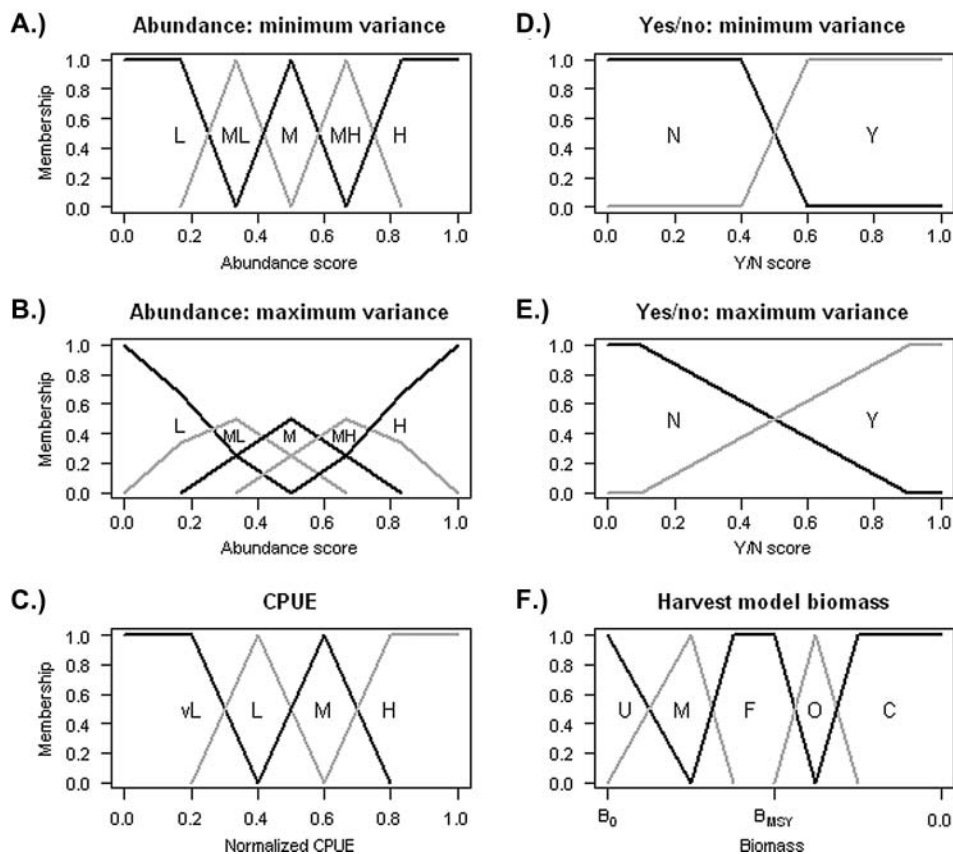 A.)
Abundance: minimum variance
Membership
1.0
0.8
0.6
0.4
0.2
0.0
L ML M MH H
0.0 0.2 0.4 0.6 0.8 1.0
Abundance score
D.)
Yes/no: minimum variance
1.0
0.8
0.6
0.4
0.2
0.0
N Y
0.0 0.2 0.4 0.6 0.8 1.0
Y/N score
B.)
Abundance: maximum variance
Membership
1.0
0.8
0.6
0.4
0.2
0.0
L ML M MH H
0.0 0.2 0.4 0.6 0.8 1.0
Abundance score
E.)
Yes/no: maximum variance
1.0
0.8
0.6
0.4
0.2
0.0
N Y
0.0 0.2 0.4 0.6 0.8 1.0
Y/N score
C.)
CPUE
Membership
1.0
0.8
0.6
0.4
0.2
0.0
vL L M H
0.0 0.2 0.4 0.6 0.8 1.0
Normalized CPUE
F.)
Harvest model biomass
1.0
0.8
0.6
0.4
0.2
0.0
U M F O C
B₀ B_MSY 0.0
Biomass